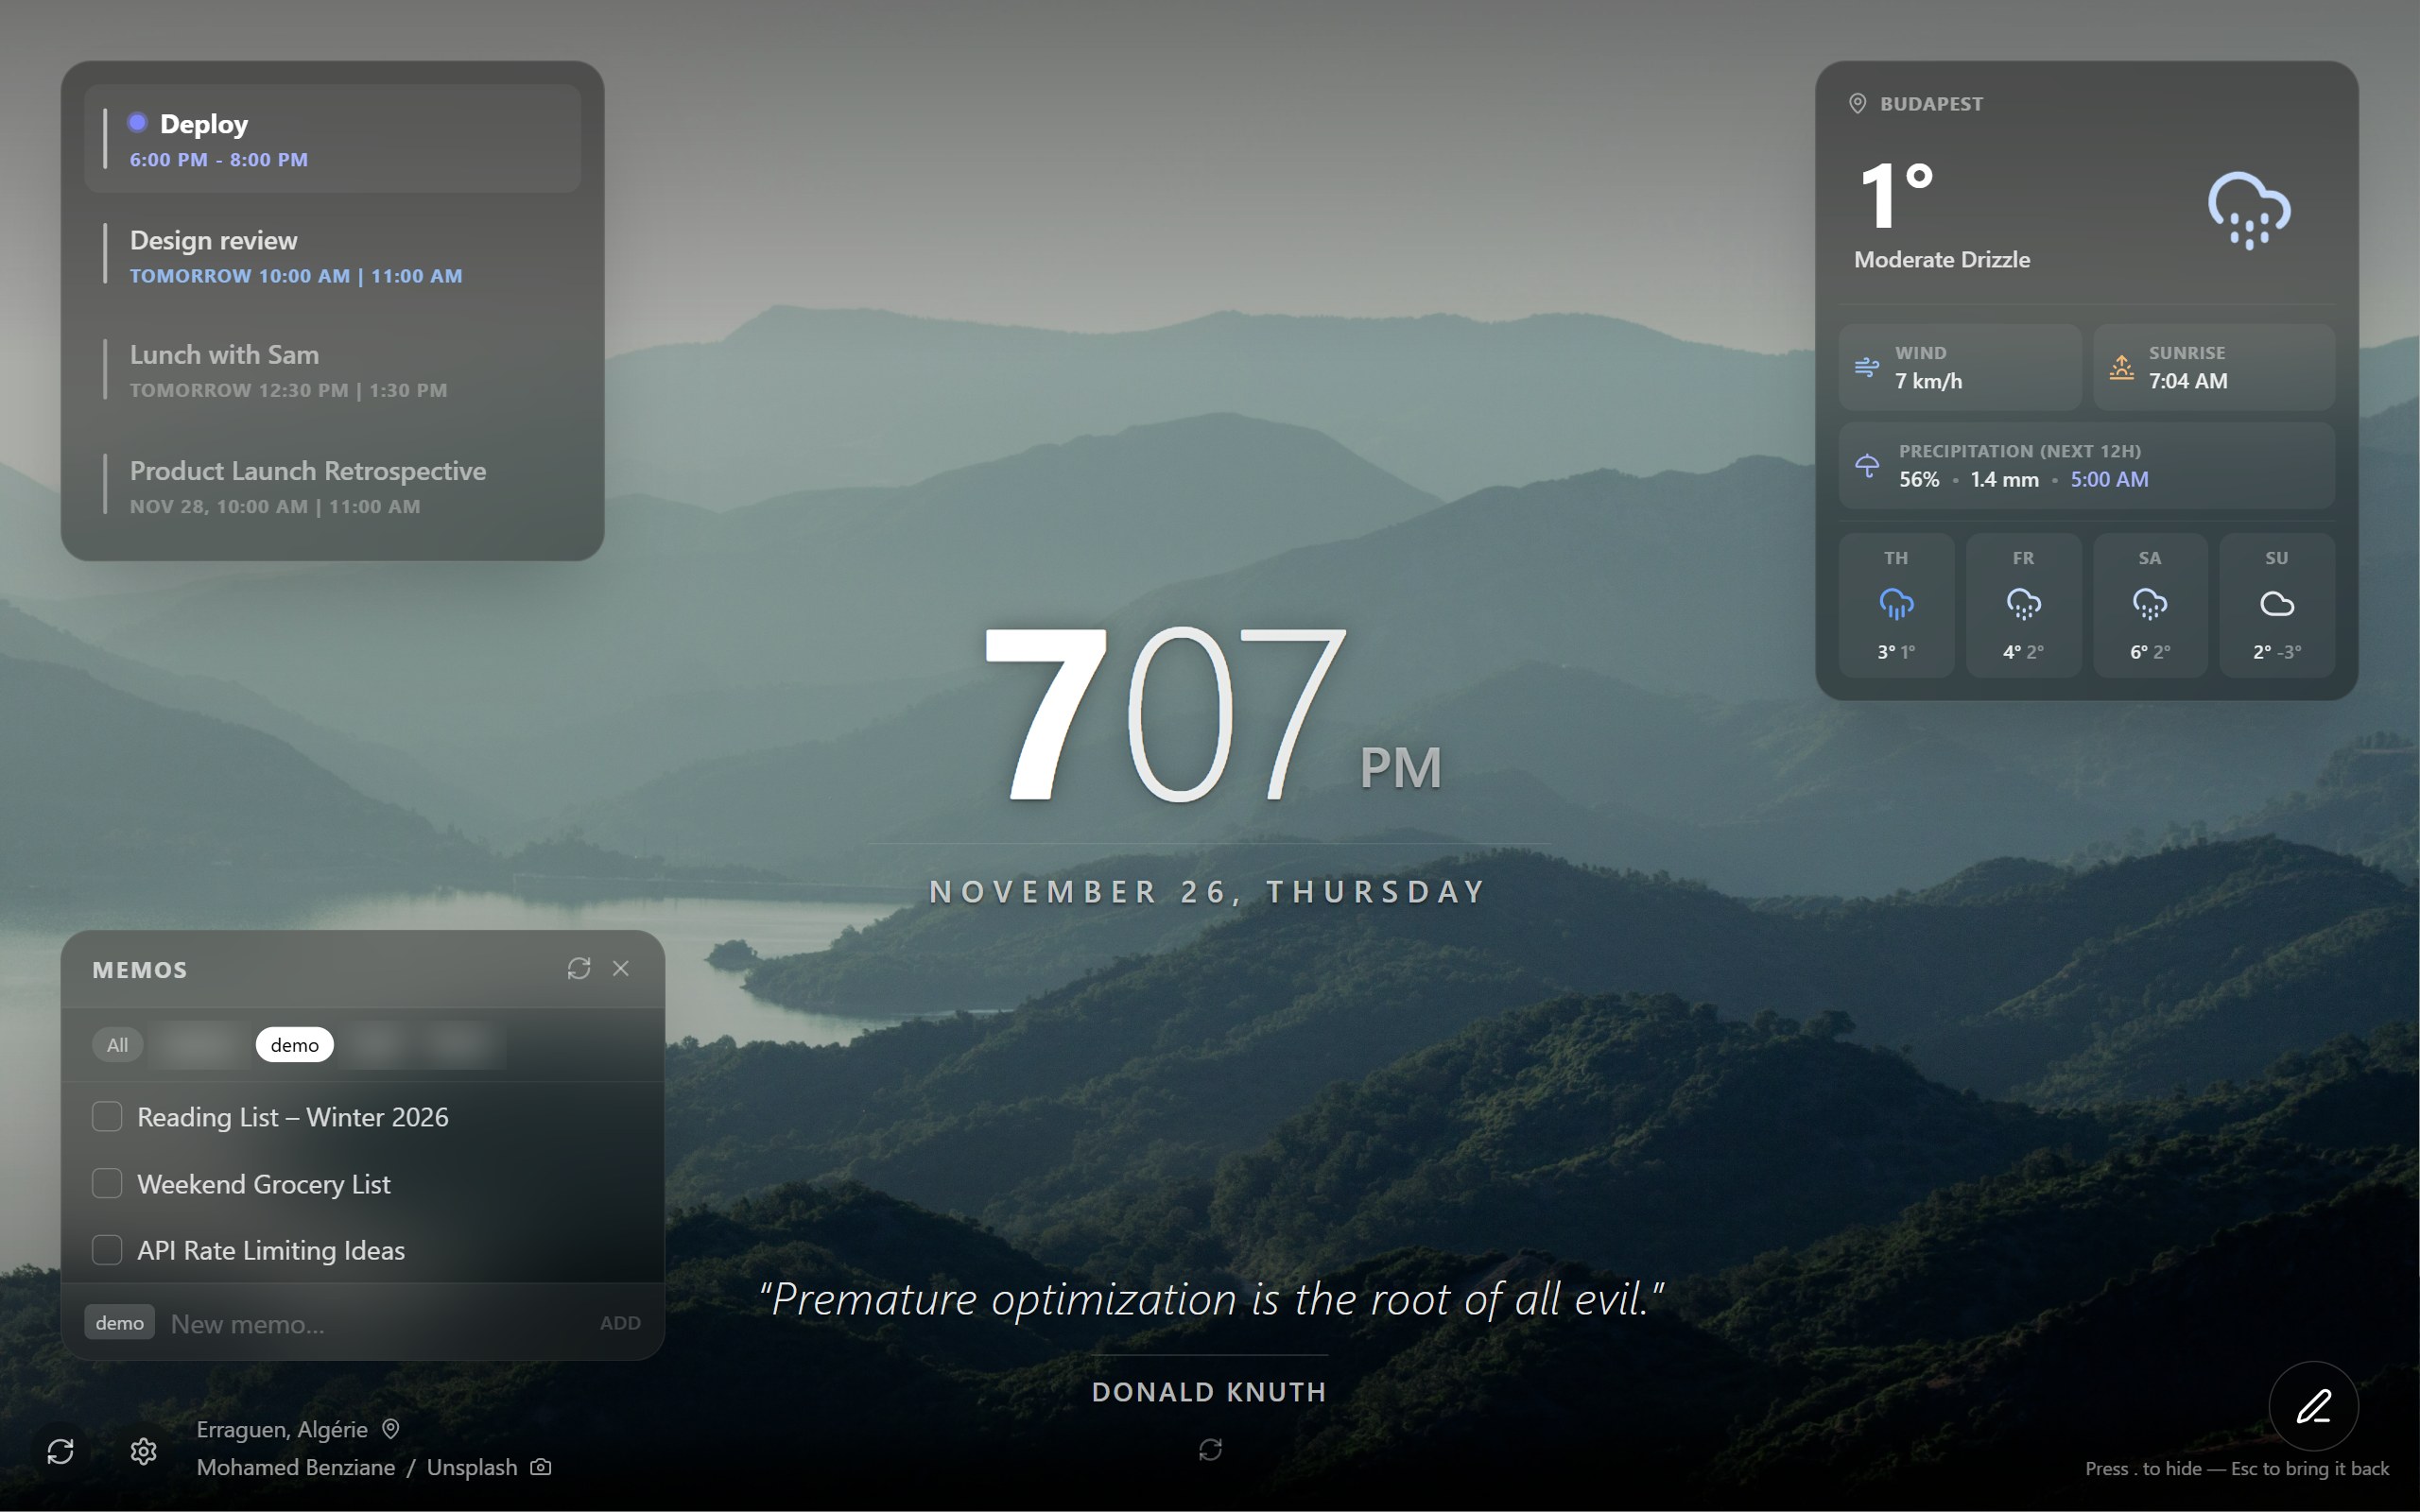 Deploy
6:00 PM - 8:00 PM
Design review
TOMORROW 10:00 AM | 11:00 AM
Lunch with Sam
TOMORROW 12:30 PM | 1:30 PM
Product Launch Retrospective
NOV 28, 10:00 AM | 11:00 AM
BUDAPEST
1°
Moderate Drizzle
WIND
7 km/h
SUNRISE
7:04 AM
PRECIPITATION (NEXT 12H)
56% • 1.4 mm • 5:00 AM
TH FR SA SU
3° 1° 4° 2° 6° 2° 2° -3°
707 PM
NOVEMBER 26, THURSDAY
MEMOS
All demo
Reading List – Winter 2026
Weekend Grocery List
API Rate Limiting Ideas
demo New memo... ADD
“Premature optimization is the root of all evil.”
DONALD KNUTH
Erraguen, Algérie
Mohamed Benziane / Unsplash
Press . to hide — Esc to bring it back